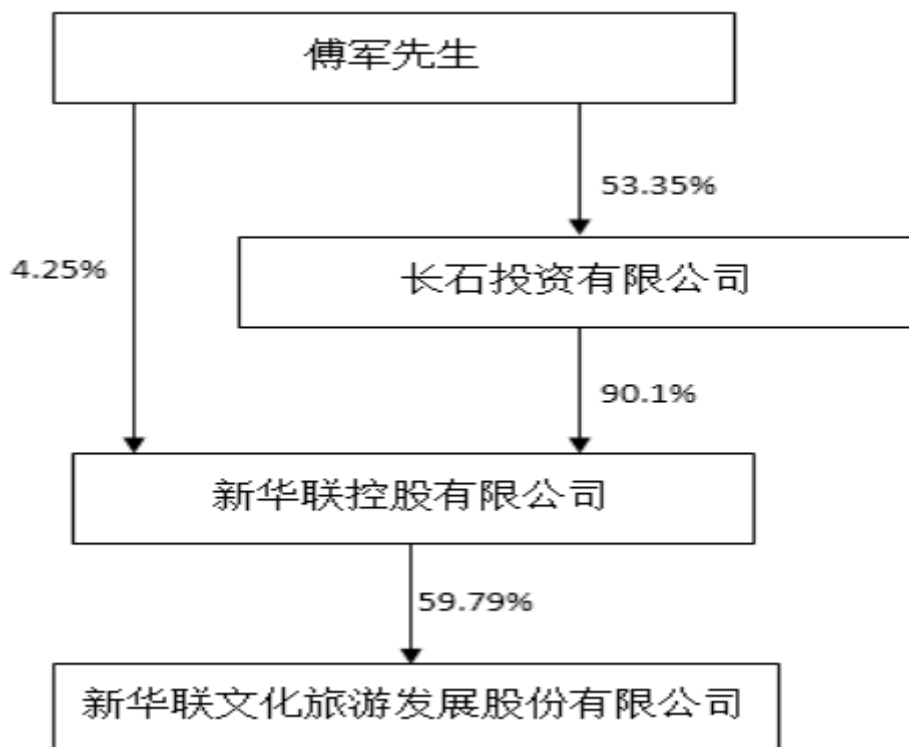 傅军先生
53.35%
4.25%
长石投资有限公司
90.1%
新华联控股有限公司
59.79%
新华联文化旅游发展股份有限公司